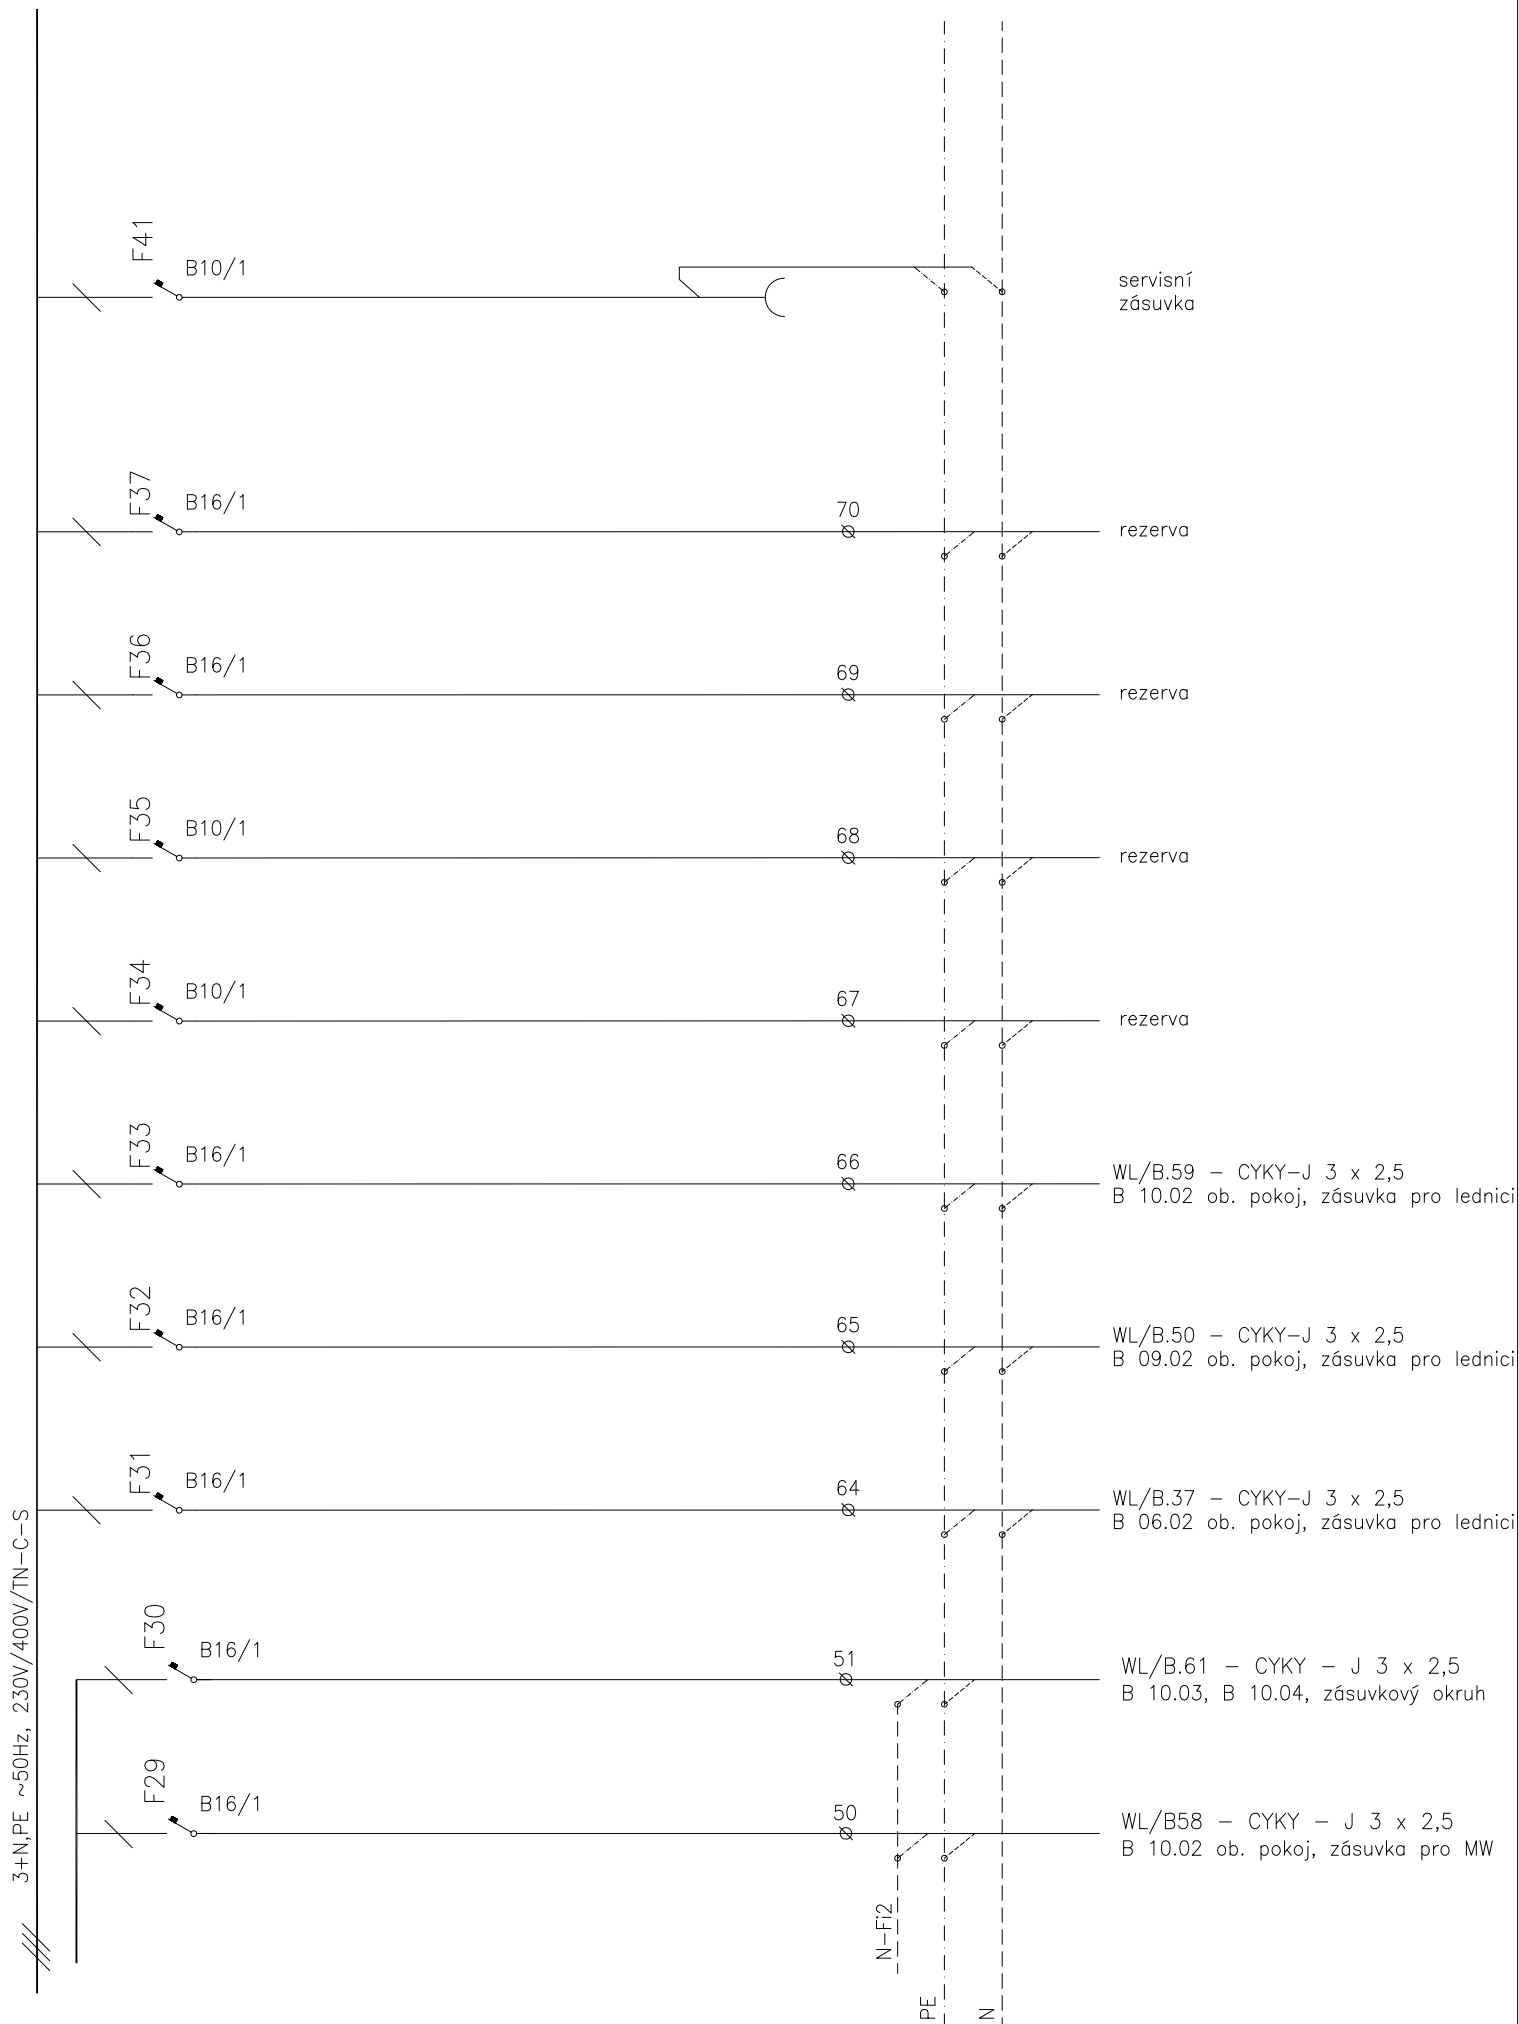 F41
B10/1
servisní
zásuvka
F37
B16/1
70
rezerva
F36
B16/1
69
rezerva
F35
B10/1
68
rezerva
F34
B10/1
67
rezerva
F33
B16/1
66
WL/B.59 – CYKY–J 3 x 2,5
B 10.02 ob. pokoj, zásuvka pro lednici
F32
B16/1
65
WL/B.50 – CYKY–J 3 x 2,5
B 09.02 ob. pokoj, zásuvka pro lednici
F31
B16/1
64
WL/B.37 – CYKY–J 3 x 2,5
B 06.02 ob. pokoj, zásuvka pro lednici
F30
B16/1
51
WL/B.61 – CYKY – J 3 x 2,5
B 10.03, B 10.04, zásuvkový okruh
F29
B16/1
50
WL/B58 – CYKY – J 3 x 2,5
B 10.02 ob. pokoj, zásuvka pro MW
3+N,PE ~50Hz, 230V/400V/TN–C–S
N–Fi2
PE
N